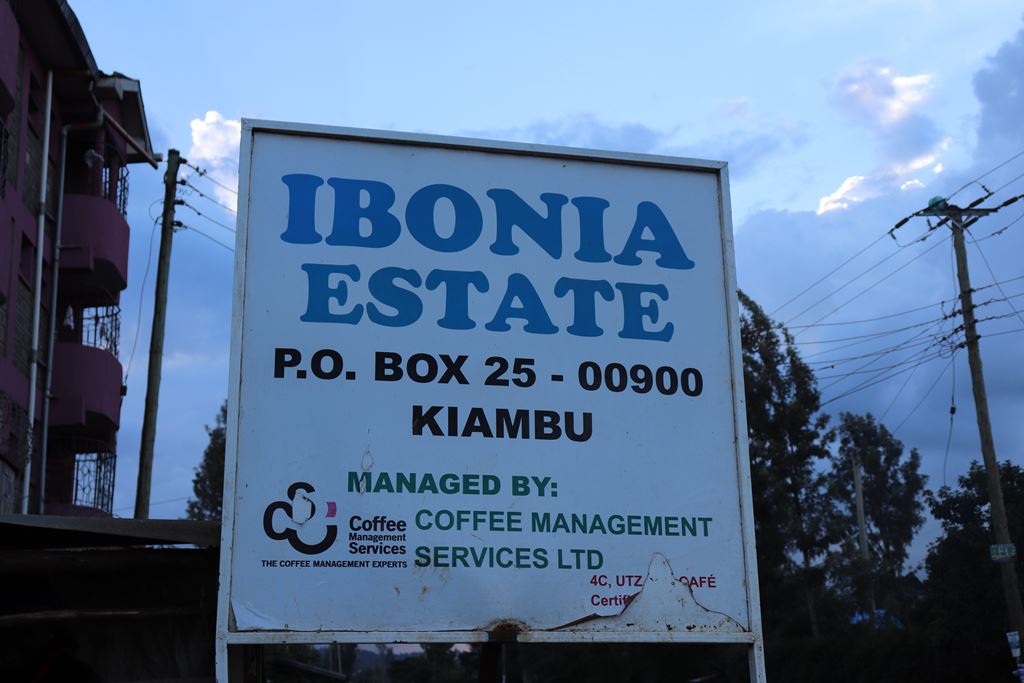 IBONIA
ESTATE
P.O. BOX 25 - 00900
KIAMBU
MANAGED BY:
COFFEE MANAGEMENT
SERVICES LTD
Coffee
Management
Services
THE COFFEE MANAGEMENT EXPERTS
4C, UTZ